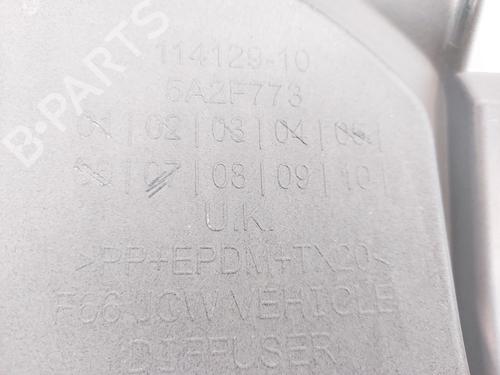 114129-10
5A2F773
01 | 02 | 03 | 04 | 05 |
06 | 07 | 08 | 09 | 10 |
U.K.
>PP+EPDM+TX20<
F66 JCW VEHICLE
DIFFUSER
B-PARTS